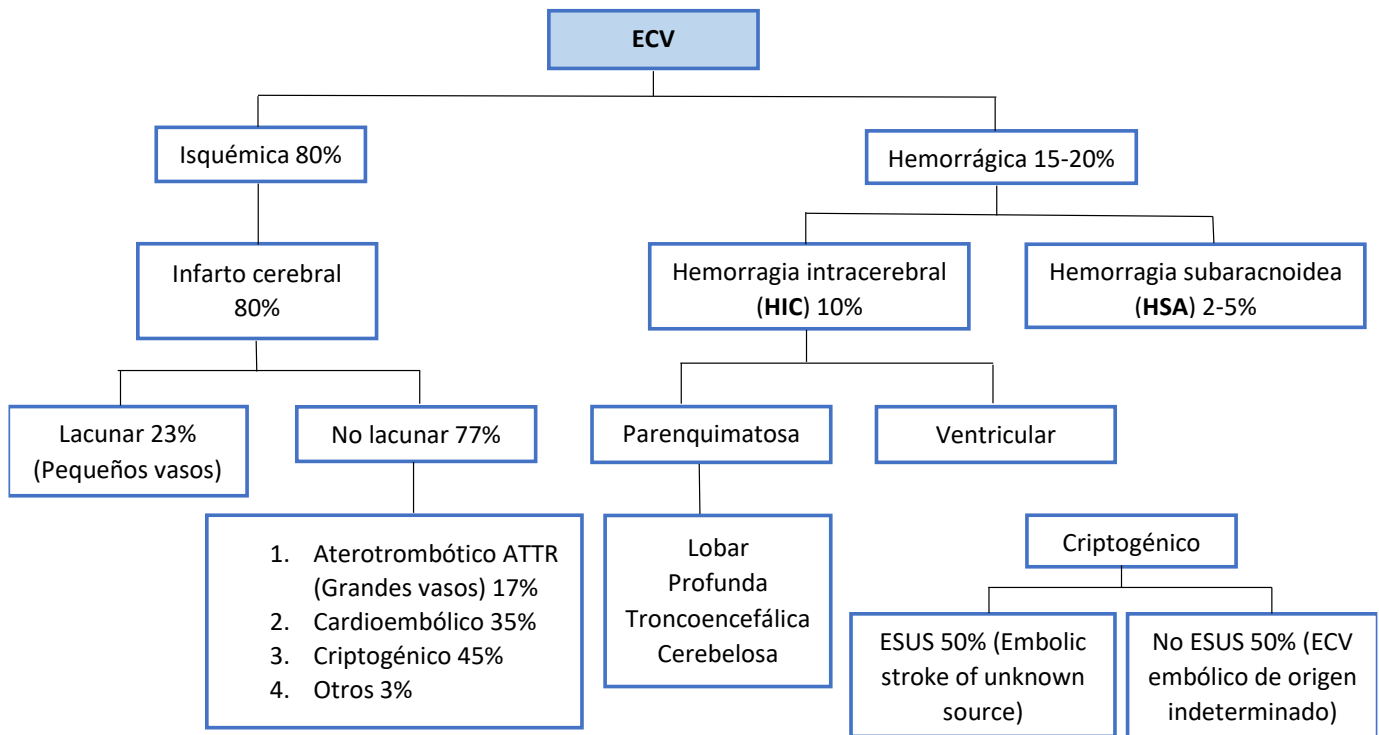 ECV
Isquémica 80%
Hemorrágica 15-20%
Infarto cerebral
80%
Hemorragia intracerebral
(HIC) 10%
Hemorragia subaracnoidea
(HSA) 2-5%
Lacunar 23%
(Pequeños vasos)
No lacunar 77%
Parenquimatosa
Ventricular
1. Aterotrombótico ATTR
(Grandes vasos) 17%
2. Cardioembólico 35%
3. Criptogénico 45%
4. Otros 3%
Lobar
Profunda
Troncoencefálica
Cerebelosa
Criptogénico
ESUS 50% (Embolic
stroke of unknown
source)
No ESUS 50% (ECV
embólico de origen
indeterminado)